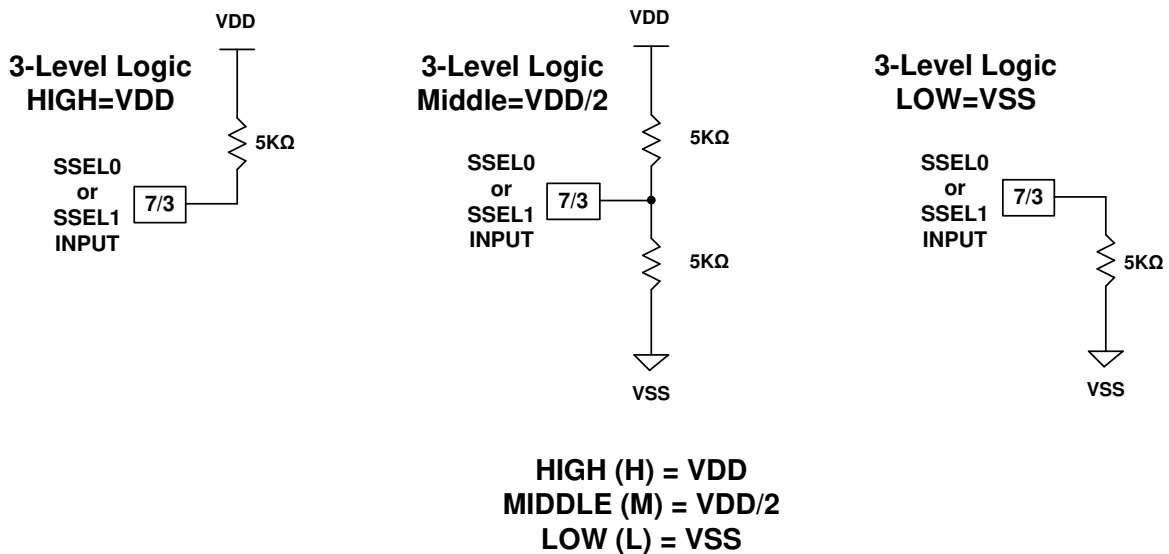 VDD
3-Level Logic
HIGH=VDD
5KΩ
SSEL0
or
SSEL1
INPUT
7/3
VDD
3-Level Logic
Middle=VDD/2
5KΩ
SSEL0
or
SSEL1
INPUT
7/3
5KΩ
VSS
3-Level Logic
LOW=VSS
SSEL0
or
SSEL1
INPUT
7/3
5KΩ
VSS
HIGH (H) = VDD
MIDDLE (M) = VDD/2
LOW (L) = VSS